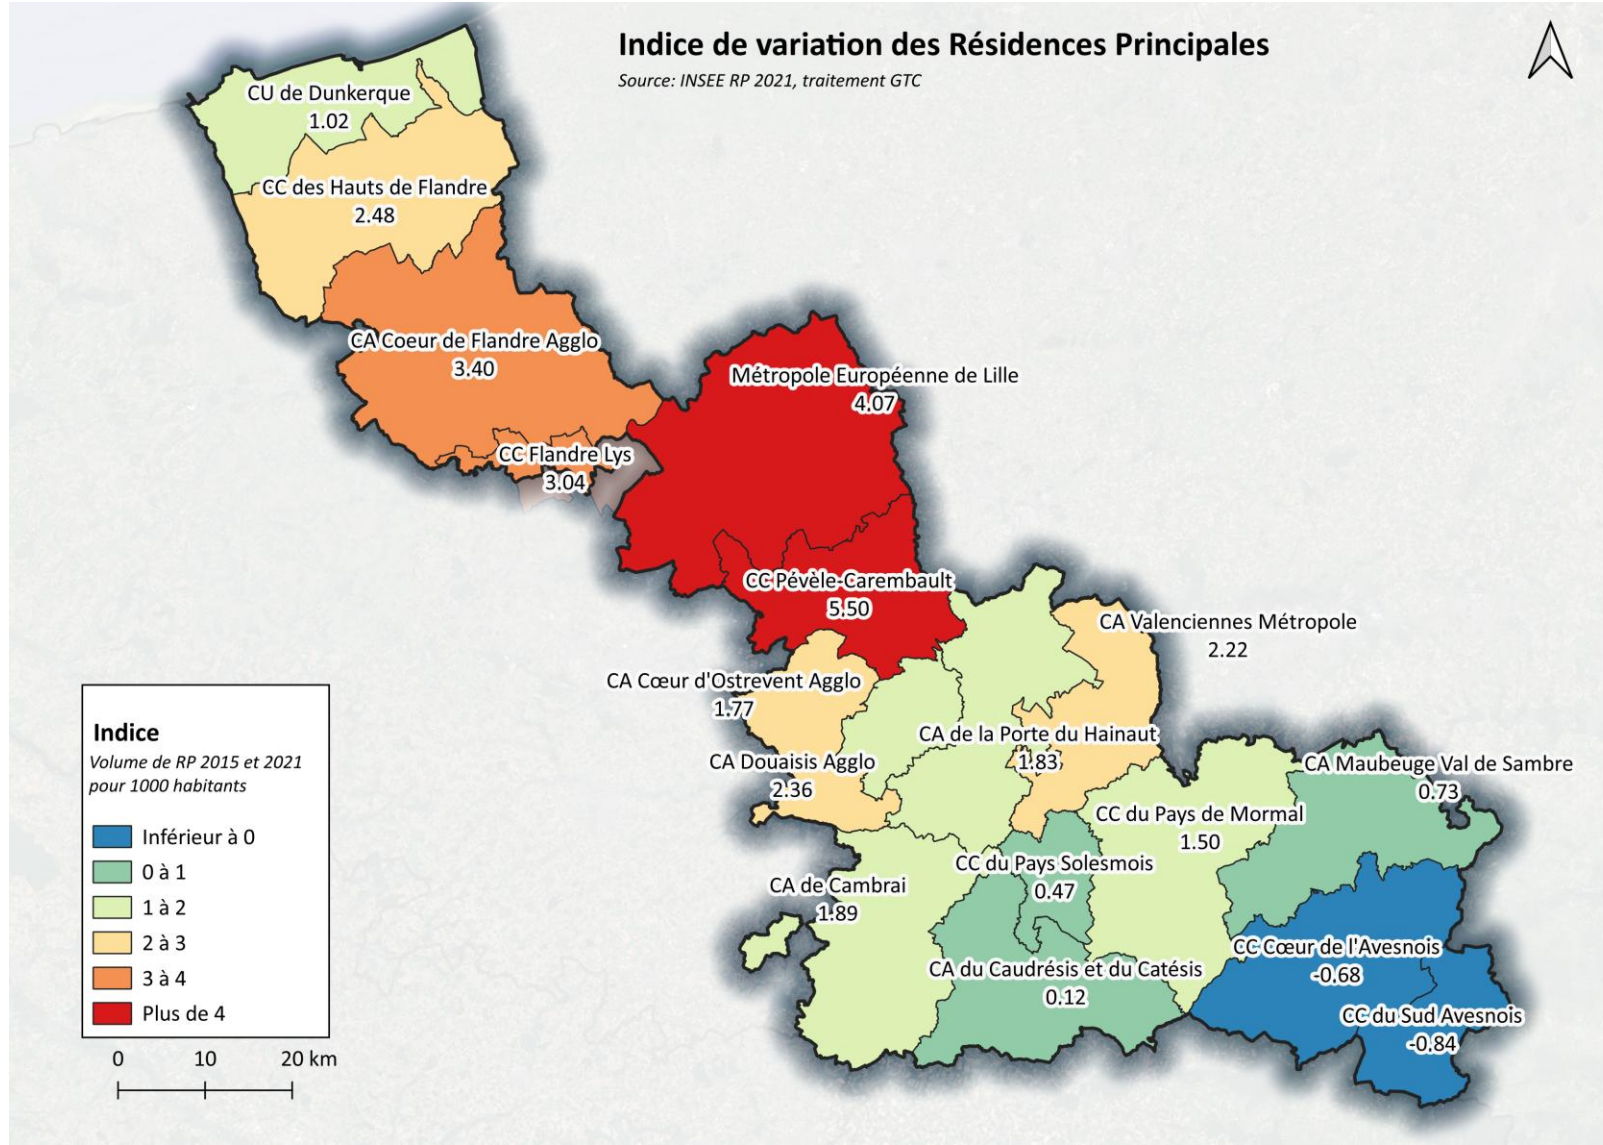 Indice de variation des Résidences Principales
Source: INSEE RP 2021, traitement GTC
CU de Dunkerque
1.02
CC des Hauts de Flandre
2.48
CA Coeur de Flandre Agglo
3.40
Métropole Européenne de Lille
4.07
CC Flandre Lys
3.04
CC Pévèle-Carembault
5.50
CA Valenciennes Métropole
2.22
CA Cœur d'Ostrevent Agglo
1.77
CA de la Porte du Hainaut
1.83
CA Douaisis Agglo
2.36
CA Maubeuge Val de Sambre
0.73
CC du Pays de Mormal
1.50
CC du Pays Solesmois
0.47
CA de Cambrai
1.89
CC Cœur de l'Avesnois
-0.68
CA du Caudrésis et du Catésis
0.12
CC du Sud Avesnois
-0.84
Indice
Volume de RP 2015 et 2021
pour 1000 habitants
Inférieur à 0
0 à 1
1 à 2
2 à 3
3 à 4
Plus de 4
0 10 20 km